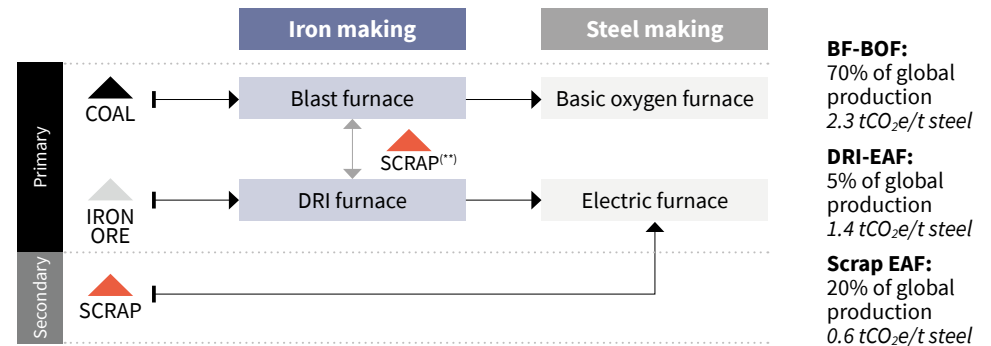 Iron making
Steel making
Primary
COAL
Blast furnace
Basic oxygen furnace
SCRAP(**)
IRON
ORE
DRI furnace
Electric furnace
Secondary
SCRAP
BF-BOF:
70% of global
production
2.3 tCO₂e/t steel
DRI-EAF:
5% of global
production
1.4 tCO₂e/t steel
Scrap EAF:
20% of global
production
0.6 tCO₂e/t steel